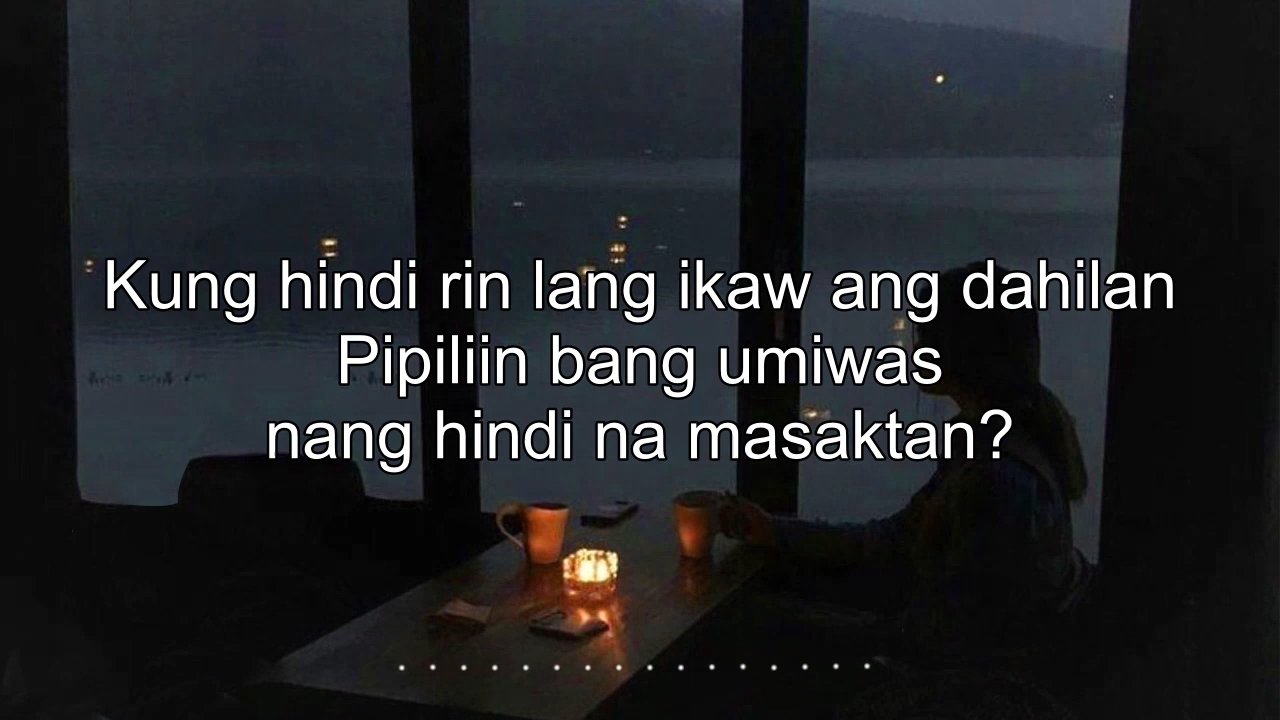 Kung hindi rin lang ikaw ang dahilan
Pipiliin bang umiwas
nang hindi na masaktan?